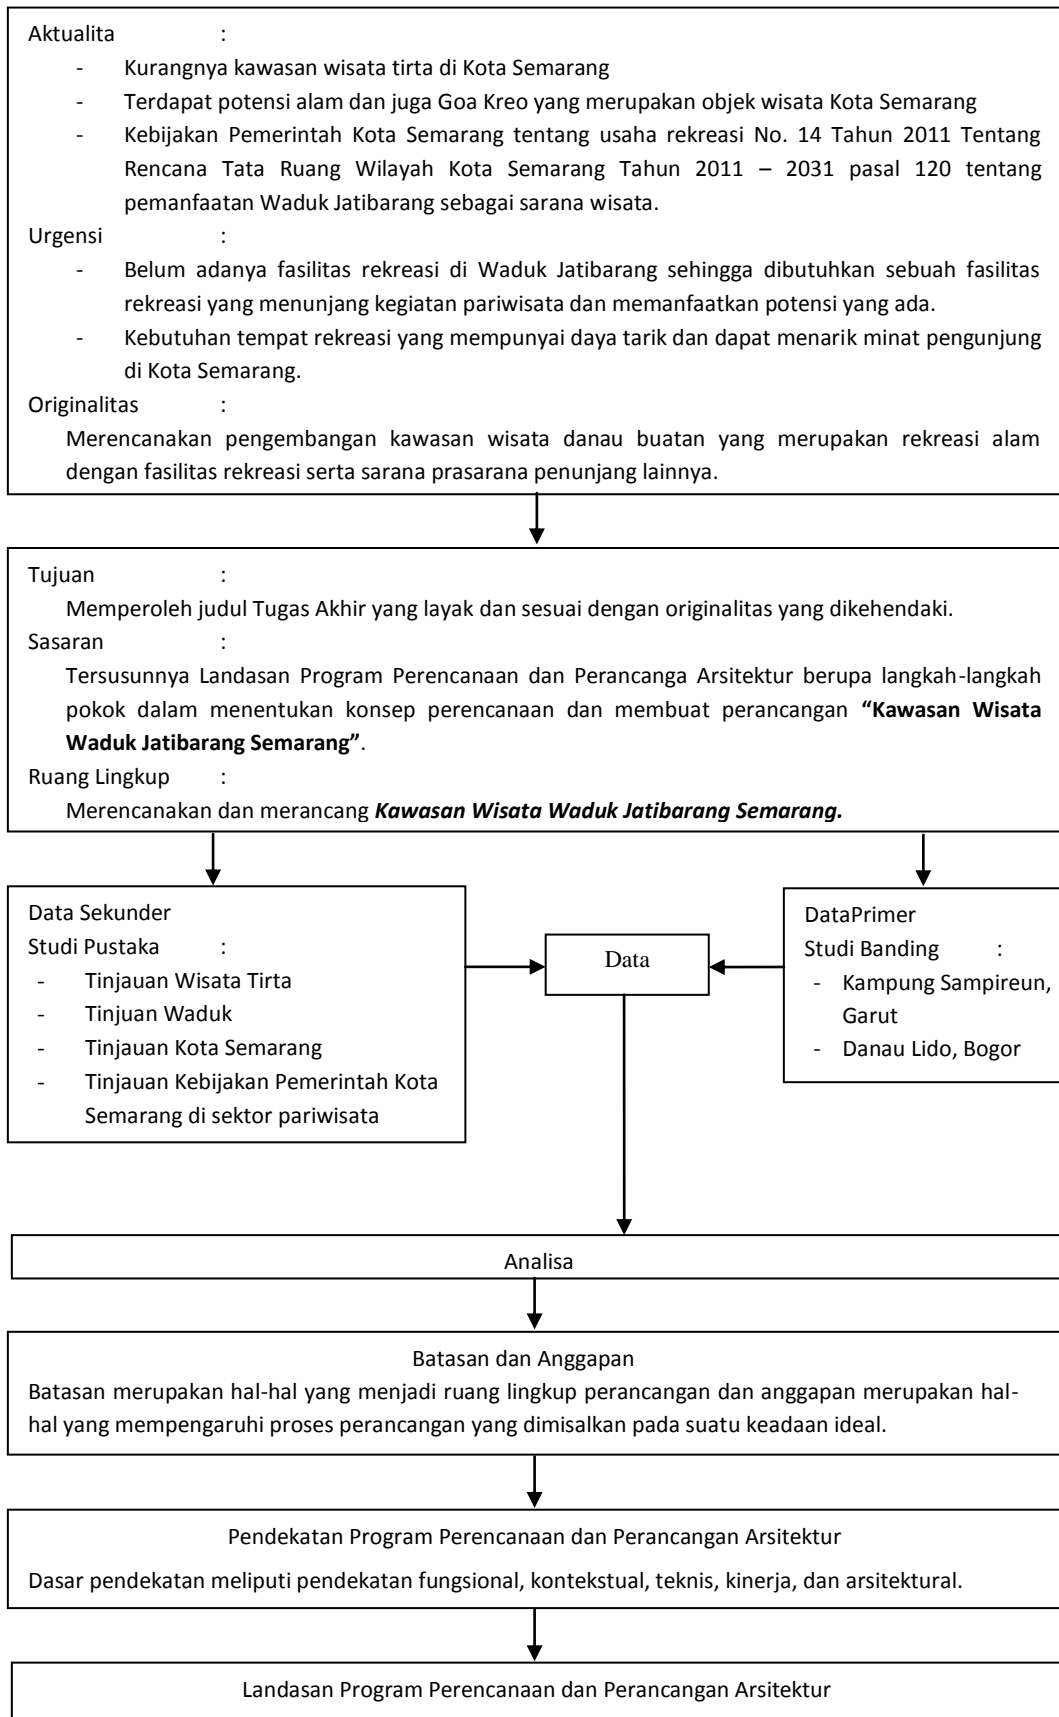 Aktualita :
- Kurangnya kawasan wisata tirta di Kota Semarang
- Terdapat potensi alam dan juga Goa Kreo yang merupakan objek wisata Kota Semarang
- Kebijakan Pemerintah Kota Semarang tentang usaha rekreasi No. 14 Tahun 2011 Tentang
Rencana Tata Ruang Wilayah Kota Semarang Tahun 2011 – 2031 pasal 120 tentang
pemanfaatan Waduk Jatibarang sebagai sarana wisata.
Urgensi :
- Belum adanya fasilitas rekreasi di Waduk Jatibarang sehingga dibutuhkan sebuah fasilitas
rekreasi yang menunjang kegiatan pariwisata dan memanfaatkan potensi yang ada.
- Kebutuhan tempat rekreasi yang mempunyai daya tarik dan dapat menarik minat pengunjung
di Kota Semarang.
Originalitas :
Merencanakan pengembangan kawasan wisata danau buatan yang merupakan rekreasi alam
dengan fasilitas rekreasi serta sarana prasarana penunjang lainnya.
Tujuan :
Memperoleh judul Tugas Akhir yang layak dan sesuai dengan originalitas yang dikehendaki.
Sasaran :
Tersusunnya Landasan Program Perencanaan dan Perancanga Arsitektur berupa langkah-langkah
pokok dalam menentukan konsep perencanaan dan membuat perancangan “Kawasan Wisata
Waduk Jatibarang Semarang”.
Ruang Lingkup :
Merencanakan dan merancang Kawasan Wisata Waduk Jatibarang Semarang.
Data Sekunder
Studi Pustaka :
- Tinjauan Wisata Tirta
- Tinjuan Waduk
- Tinjauan Kota Semarang
- Tinjauan Kebijakan Pemerintah Kota
Semarang di sektor pariwisata
Data
DataPrimer
Studi Banding :
- Kampung Sampireun,
Garut
- Danau Lido, Bogor
Analisa
Batasan dan Anggapan
Batasan merupakan hal-hal yang menjadi ruang lingkup perancangan dan anggapan merupakan hal-
hal yang mempengaruhi proses perancangan yang dimisalkan pada suatu keadaan ideal.
Pendekatan Program Perencanaan dan Perancangan Arsitektur
Dasar pendekatan meliputi pendekatan fungsional, kontekstual, teknis, kinerja, dan arsitektural.
Landasan Program Perencanaan dan Perancangan Arsitektur